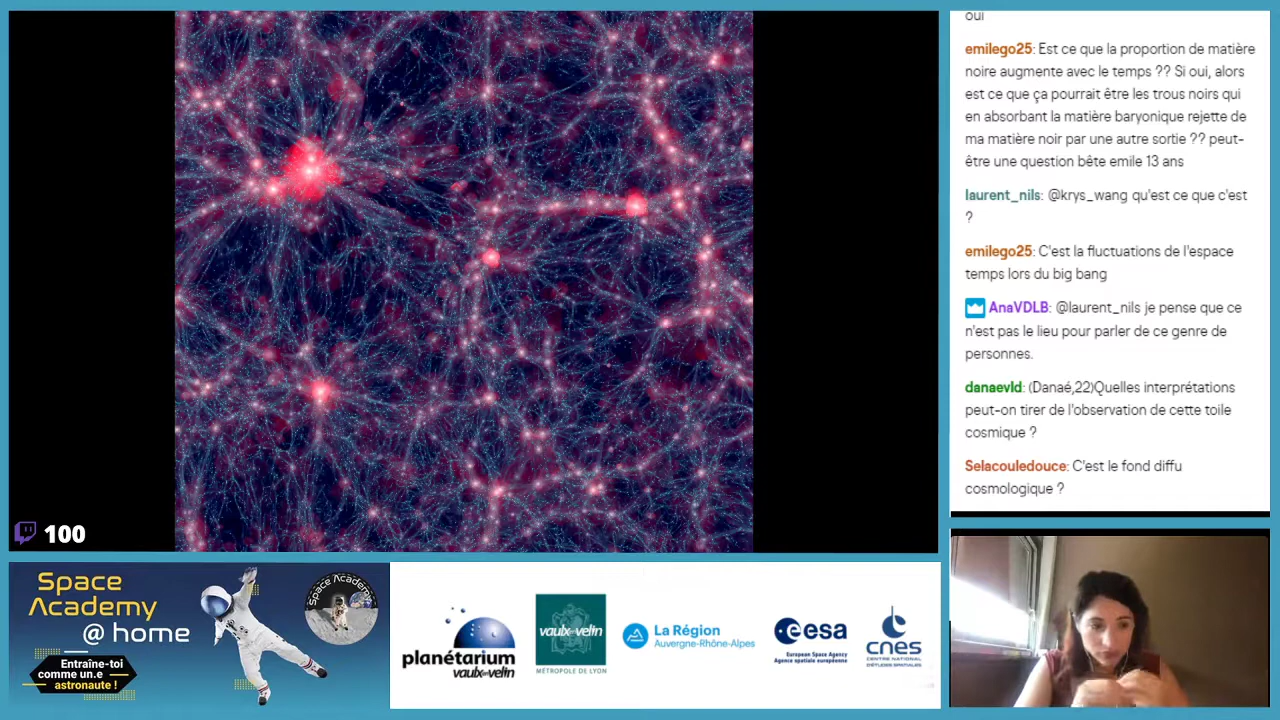 oui
emilego25: Est ce que la proportion de matière
noire augmente avec le temps ?? Si oui, alors
est ce que ça pourrait être les trous noirs qui
en absorbant la matière baryonique rejette de
ma matière noir par une autre sortie ?? peut-
être une question bête emile 13 ans
laurent_nils: @krys_wang qu'est ce que c'est
?
emilego25: C'est la fluctuations de l'espace
temps lors du big bang
AnaVDLB: @laurent_nils je pense que ce
n'est pas le lieu pour parler de ce genre de
personnes.
danaevld: (Danaé,22)Quelles interprétations
peut-on tirer de l'observation de cette toile
cosmique ?
Selacouledouce: C'est le fond diffu
cosmologique ?
100
Space
Academy
@ home
Entraîne-toi
comme un.e
astronaute !
Space Academy
planétarium
vaulx-en-velin
vaulx-en-velin
MÉTROPOLE DE LYON
La Région
Auvergne-Rhône-Alpes
esa
European Space Agency
Agence spatiale européenne
cnes
CENTRE NATIONAL
D'ÉTUDES SPATIALES